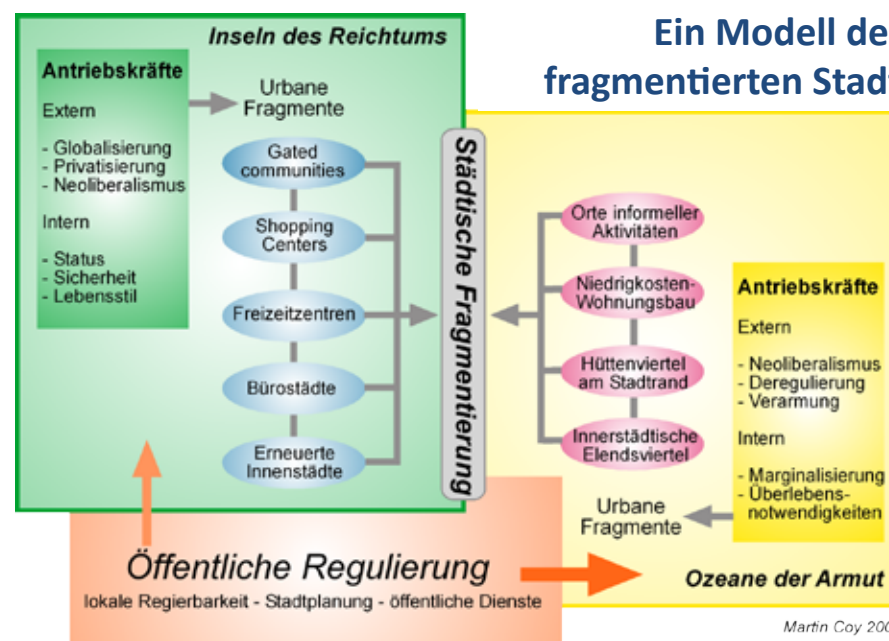 Ein Modell de
fragmentierten Stad
Inseln des Reichtums
Antriebskräfte
Extern
- Globalisierung
- Privatisierung
- Neoliberalismus
Intern
- Status
- Sicherheit
- Lebensstil
Urbane
Fragmente
Gated
communities
Shopping
Centers
Freizeitzentren
Bürostädte
Erneuerte
Innenstädte
Städtische Fragmentierung
Orte informeller
Aktivitäten
Niedrigkosten-
Wohnungsbau
Hüttenviertel
am Stadtrand
Innerstädtische
Elendsviertel
Urbane
Fragmente
Antriebskräfte
Extern
- Neoliberalismus
- Deregulierung
- Verarmung
Intern
- Marginalisierung
- Überlebens-
notwendigkeiten
Ozeane der Armut
Öffentliche Regulierung
lokale Regierbarkeit - Stadtplanung - öffentliche Dienste
Martin Coy 200